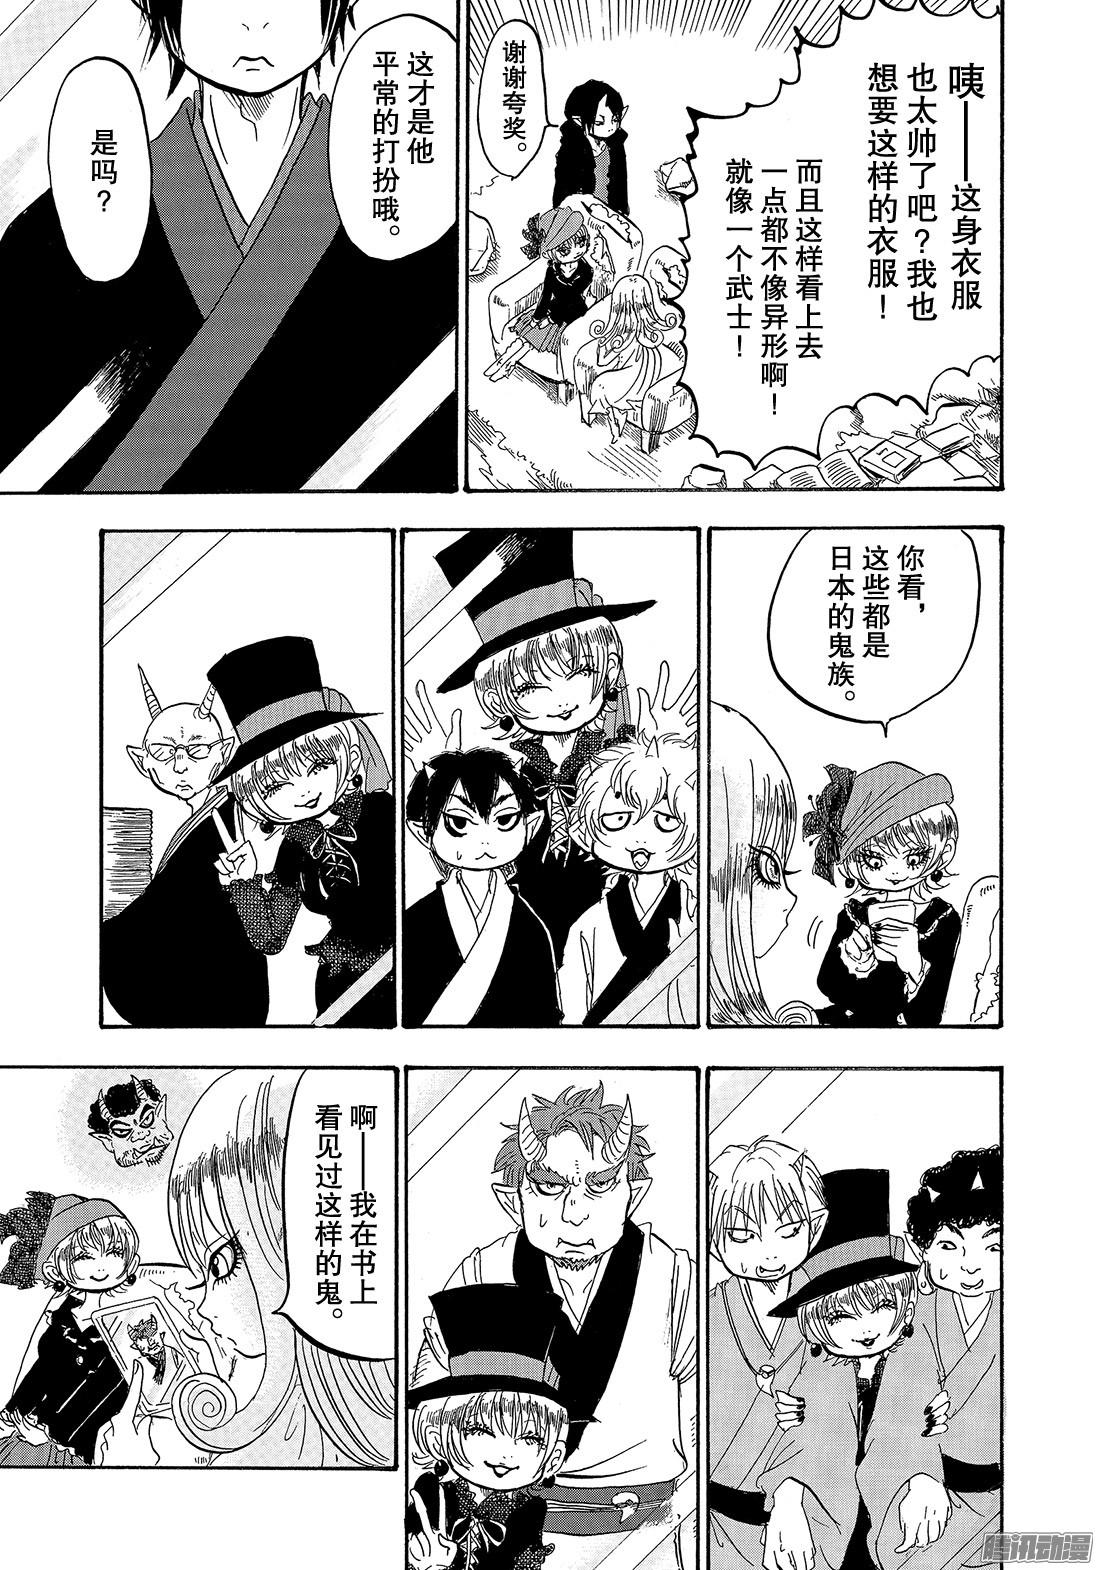 咦——这身衣服
也太帅了吧？我也
想要这样的衣服！
而且这样看上去
一点都不像异形啊！
就像一个武士！
谢谢夸奖。
这才是他
平常的打扮哦。
是吗？
你看，
这些都是
日本的鬼族。
啊——我在书上
看见过这样的鬼。
腾讯动漫